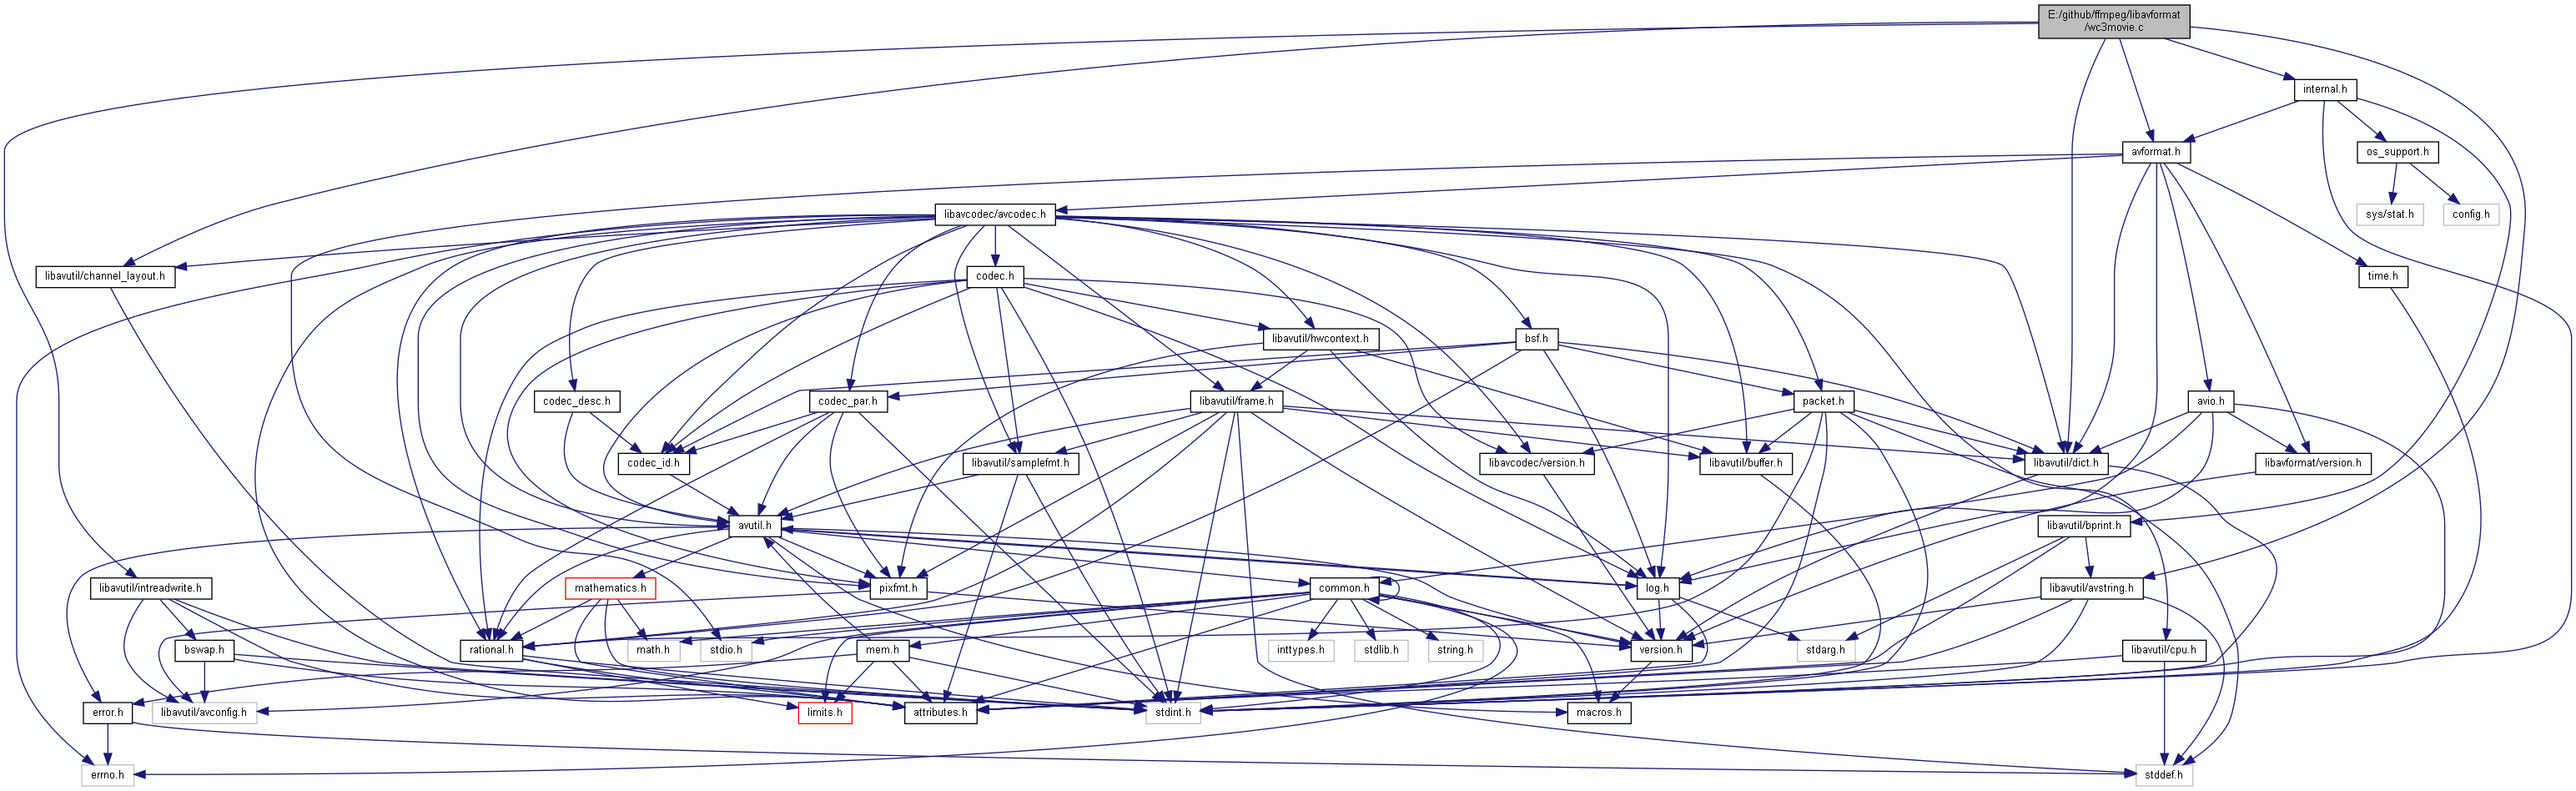 E:/github/ffmpeg/libavformat
/wc3movie.c
internal.h
avformat.h
os_support.h
libavcodec/avcodec.h
sys/stat.h
config.h
libavutil/channel_layout.h
codec.h
time.h
libavutil/hwcontext.h
bsf.h
codec_desc.h
codec_par.h
libavutil/frame.h
packet.h
avio.h
codec_id.h
libavutil/samplefmt.h
libavcodec/version.h
libavutil/buffer.h
libavutil/dict.h
libavformat/version.h
avutil.h
libavutil/bprint.h
libavutil/intreadwrite.h
mathematics.h
pixfmt.h
common.h
log.h
libavutil/avstring.h
bswap.h
rational.h
math.h
stdio.h
mem.h
inttypes.h
stdlib.h
string.h
version.h
stdarg.h
libavutil/cpu.h
error.h
libavutil/avconfig.h
limits.h
attributes.h
stdint.h
macros.h
errno.h
stddef.h